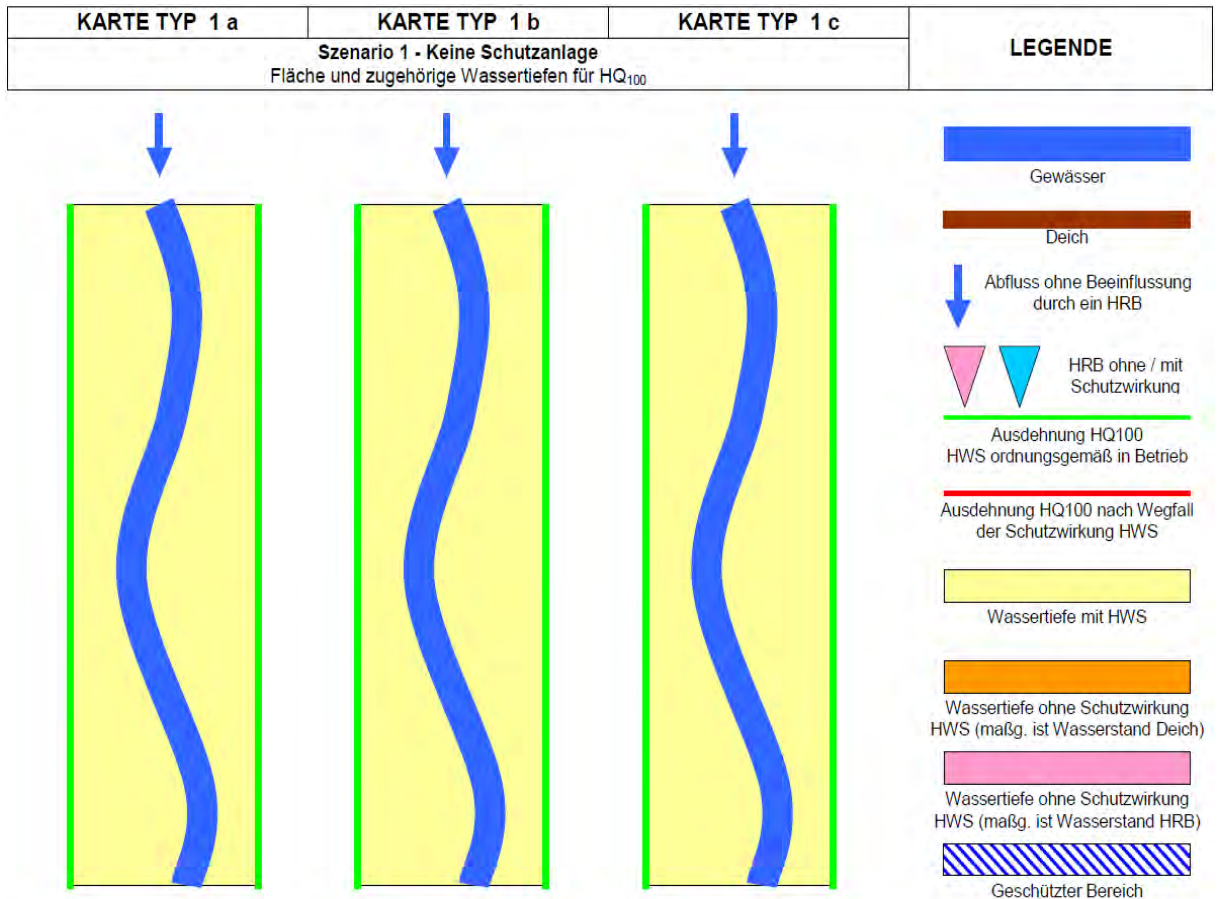 KARTE TYP 1 a
KARTE TYP 1 b
KARTE TYP 1 c
Szenario 1 - Keine Schutzanlage
Fläche und zugehörige Wassertiefen für HQ100
LEGENDE
Gewässer
Deich
Abfluss ohne Beeinflussung
durch ein HRB
HRB ohne / mit
Schutzwirkung
Ausdehnung HQ100
HWS ordnungsgemäß in Betrieb
Ausdehnung HQ100 nach Wegfall
der Schutzwirkung HWS
Wassertiefe mit HWS
Wassertiefe ohne Schutzwirkung
HWS (maßg. ist Wasserstand Deich)
Wassertiefe ohne Schutzwirkung
HWS (maßg. ist Wasserstand HRB)
Geschützter Bereich